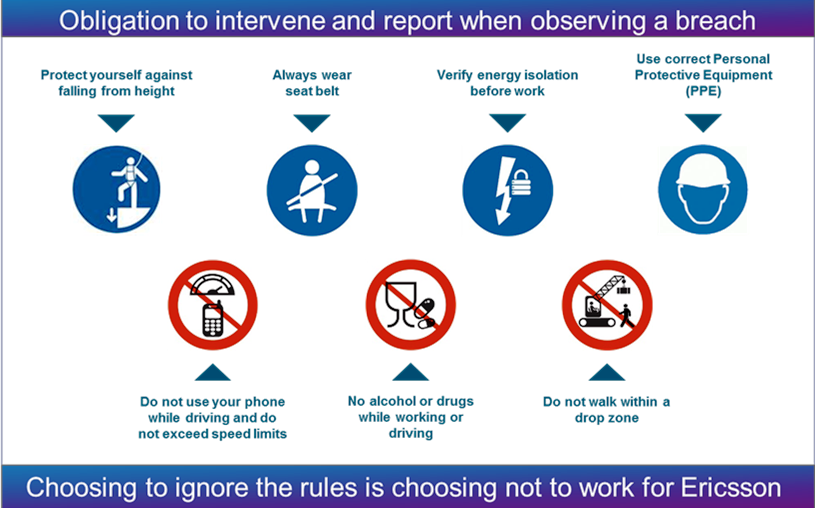 Obligation to intervene and report when observing a breach
Protect yourself against
falling from height
Always wear
seat belt
Verify energy isolation
before work
Use correct Personal
Protective Equipment
(PPE)
Do not use your phone
while driving and do
not exceed speed limits
No alcohol or drugs
while working or
driving
Do not walk within a
drop zone
Choosing to ignore the rules is choosing not to work for Ericsson